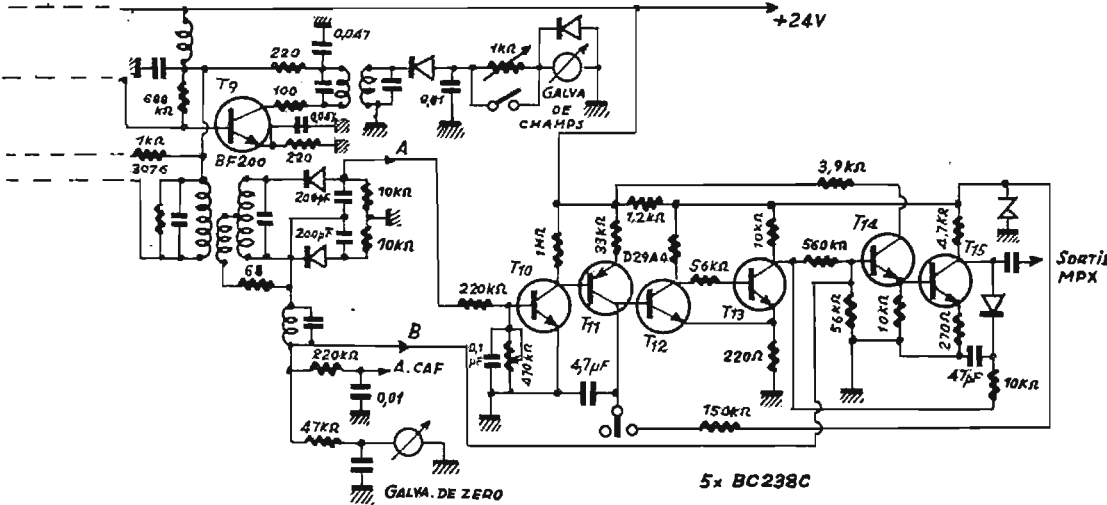 +24V
0,047
220
1kΩ
T9
100
0,01
GALVA
DE
CHAMPS
680
kΩ
0,047
1kΩ
BF200
220
A
3,9kΩ
3076
200pF
10kΩ
1,2kΩ
T14
200pF
10kΩ
1MΩ
33kΩ
10kΩ
560kΩ
4,7kΩ
T15
D29A4
SORTIE
MPX
68
T10
56kΩ
220kΩ
T11
T13
56kΩ
10kΩ
270Ω
T12
B
0,1
µF
470kΩ
4,7µF
220Ω
47µF
220kΩ
A.CAF
10kΩ
0,01
150kΩ
47kΩ
5x BC238C
GALVA. DE ZERO